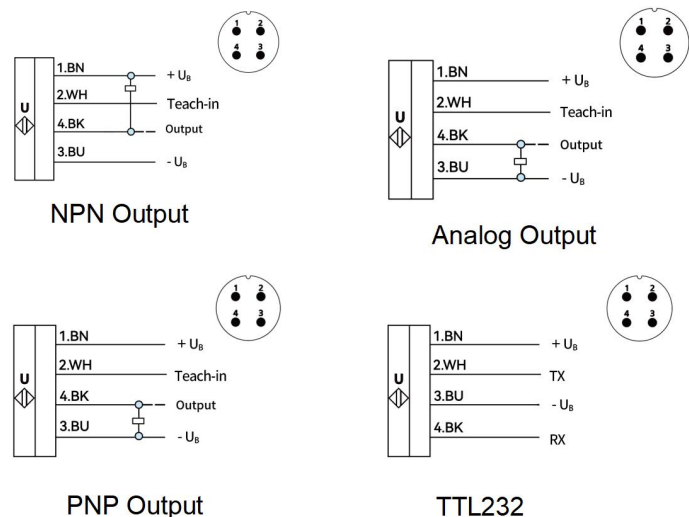 1 2
4 3
1.BN + UB
2.WH Teach-in
U
4.BK Output
3.BU - UB
NPN Output
1 2
4 3
1.BN + UB
2.WH Teach-in
U
4.BK Output
3.BU - UB
Analog Output
1 2
4 3
1.BN + UB
2.WH Teach-in
U
4.BK Output
3.BU - UB
PNP Output
1 2
4 3
1.BN + UB
2.WH TX
U
3.BU - UB
4.BK RX
TTL232